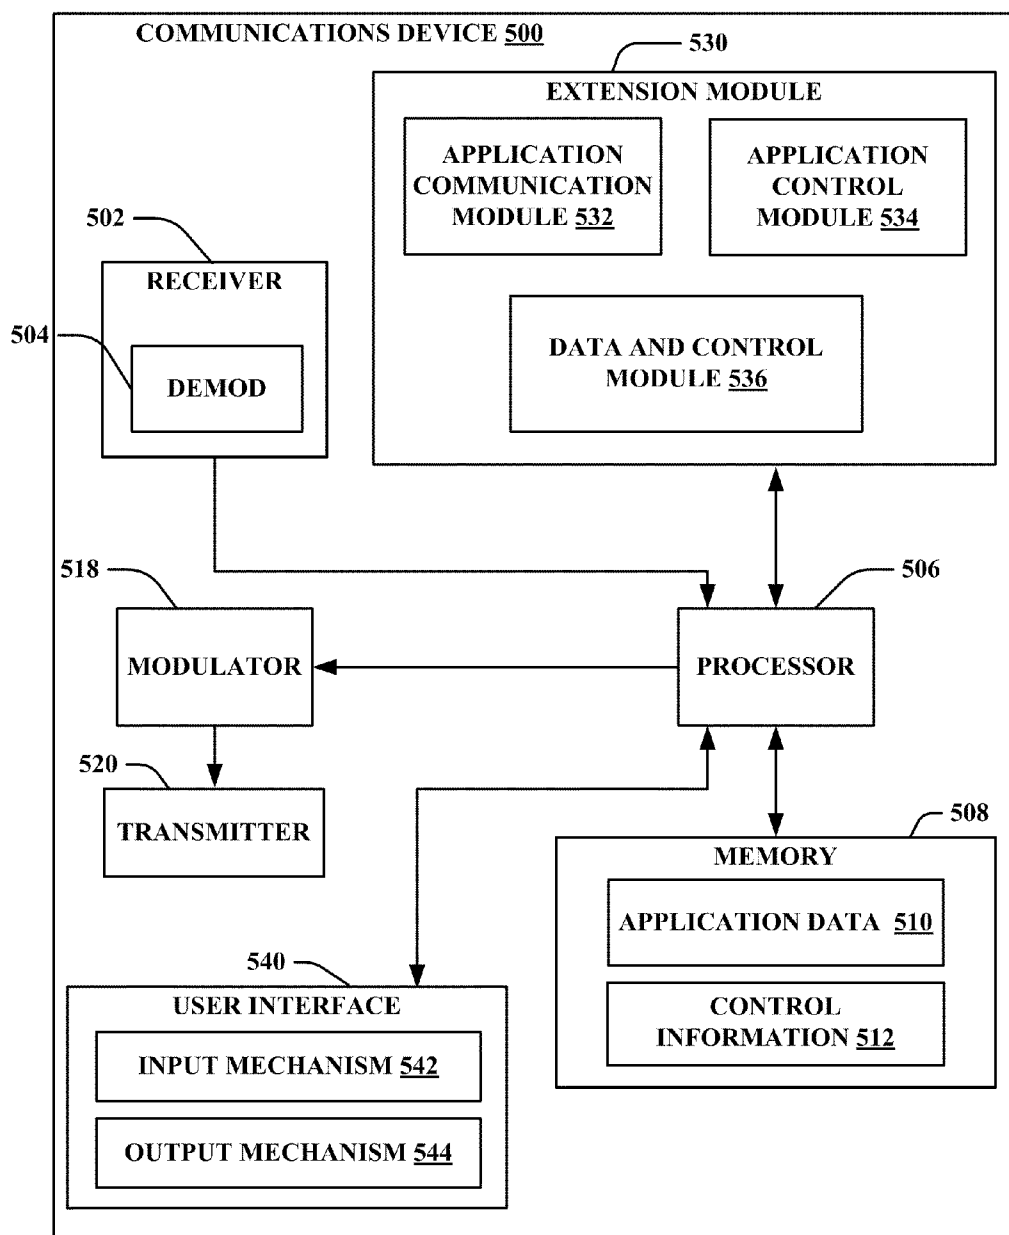 COMMUNICATIONS DEVICE 500
530
EXTENSION MODULE
APPLICATION
COMMUNICATION
MODULE 532
APPLICATION
CONTROL
MODULE 534
DATA AND CONTROL
MODULE 536
502
RECEIVER
504
DEMOD
518
MODULATOR
506
PROCESSOR
520
TRANSMITTER
508
MEMORY
APPLICATION DATA 510
CONTROL
INFORMATION 512
540
USER INTERFACE
INPUT MECHANISM 542
OUTPUT MECHANISM 544